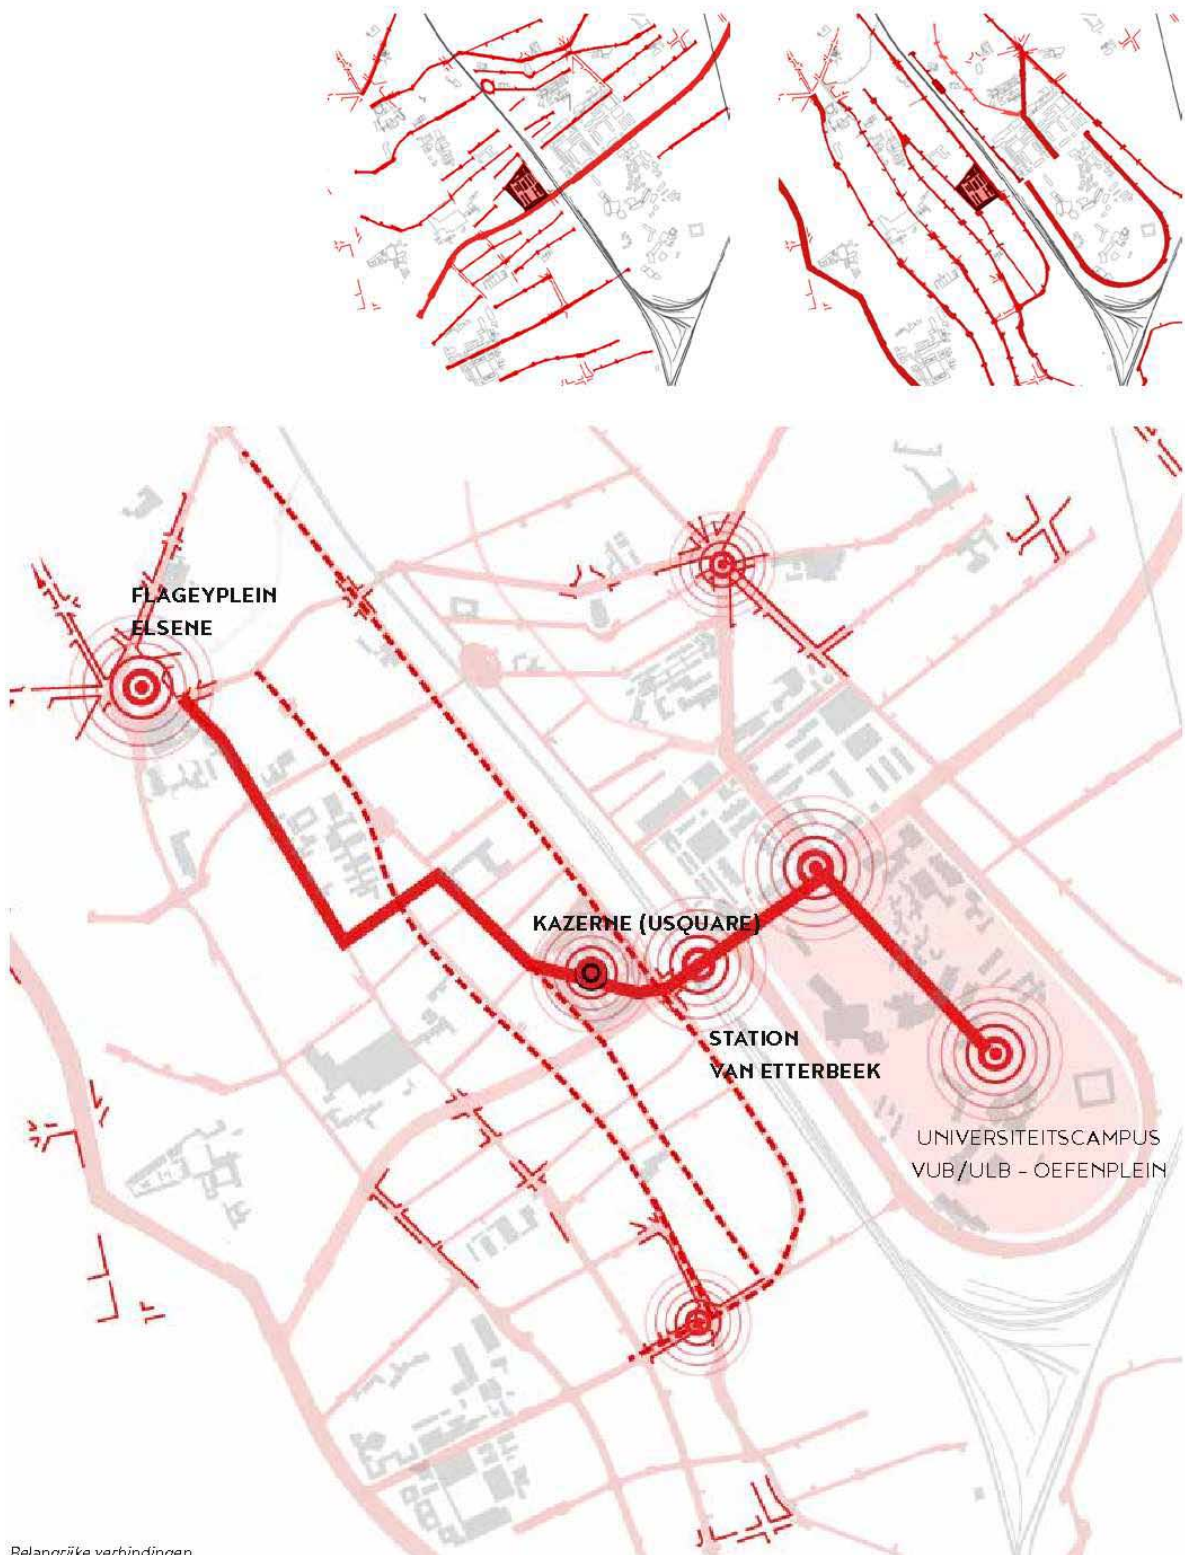 FLAGEYPLEIN
ELSENE
KAZERNE (USQUARE)
STATION
VAN ETTERBEEK
UNIVERSITEITSCAMPUS
VUB/ULB – OEFENPLEIN
Belangrijke verbindingen